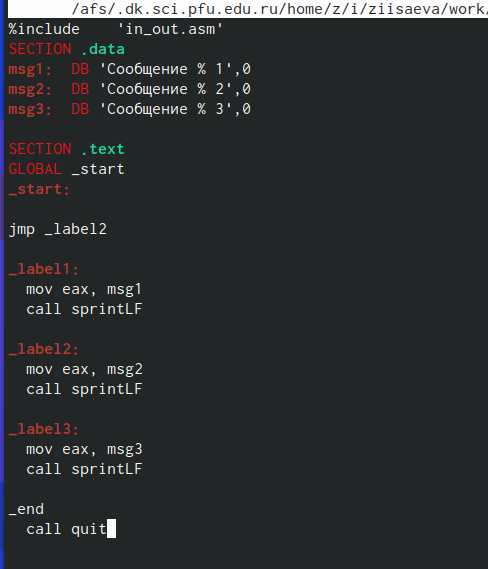 /afs/.dk.sci.pfu.edu.ru/home/z/i/ziisaeva/work/
%include    'in_out.asm'
SECTION .data
msg1:  DB 'Сообщение % 1',0
msg2:  DB 'Сообщение % 2',0
msg3:  DB 'Сообщение % 3',0
SECTION .text
GLOBAL _start
_start:
jmp _label2
_label1:
  mov eax, msg1
  call sprintLF
_label2:
  mov eax, msg2
  call sprintLF
_label3:
  mov eax, msg3
  call sprintLF
_end
  call quit